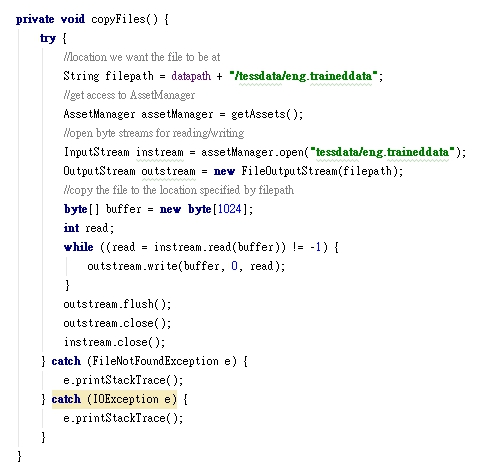 private void copyFiles() {
try {
//location we want the file to be at
String filepath = datapath + "/tessdata/eng.traineddata";
//get access to AssetManager
AssetManager assetManager = getAssets();
//open byte streams for reading/writing
InputStream instream = assetManager.open("tessdata/eng.traineddata");
OutputStream outstream = new FileOutputStream(filepath);
//copy the file to the location specified by filepath
byte[] buffer = new byte[1024];
int read;
while ((read = instream.read(buffer)) != -1) {
outstream.write(buffer, 0, read);
}
outstream.flush();
outstream.close();
instream.close();
} catch (FileNotFoundException e) {
e.printStackTrace();
} catch (IOException e) {
e.printStackTrace();
}
}